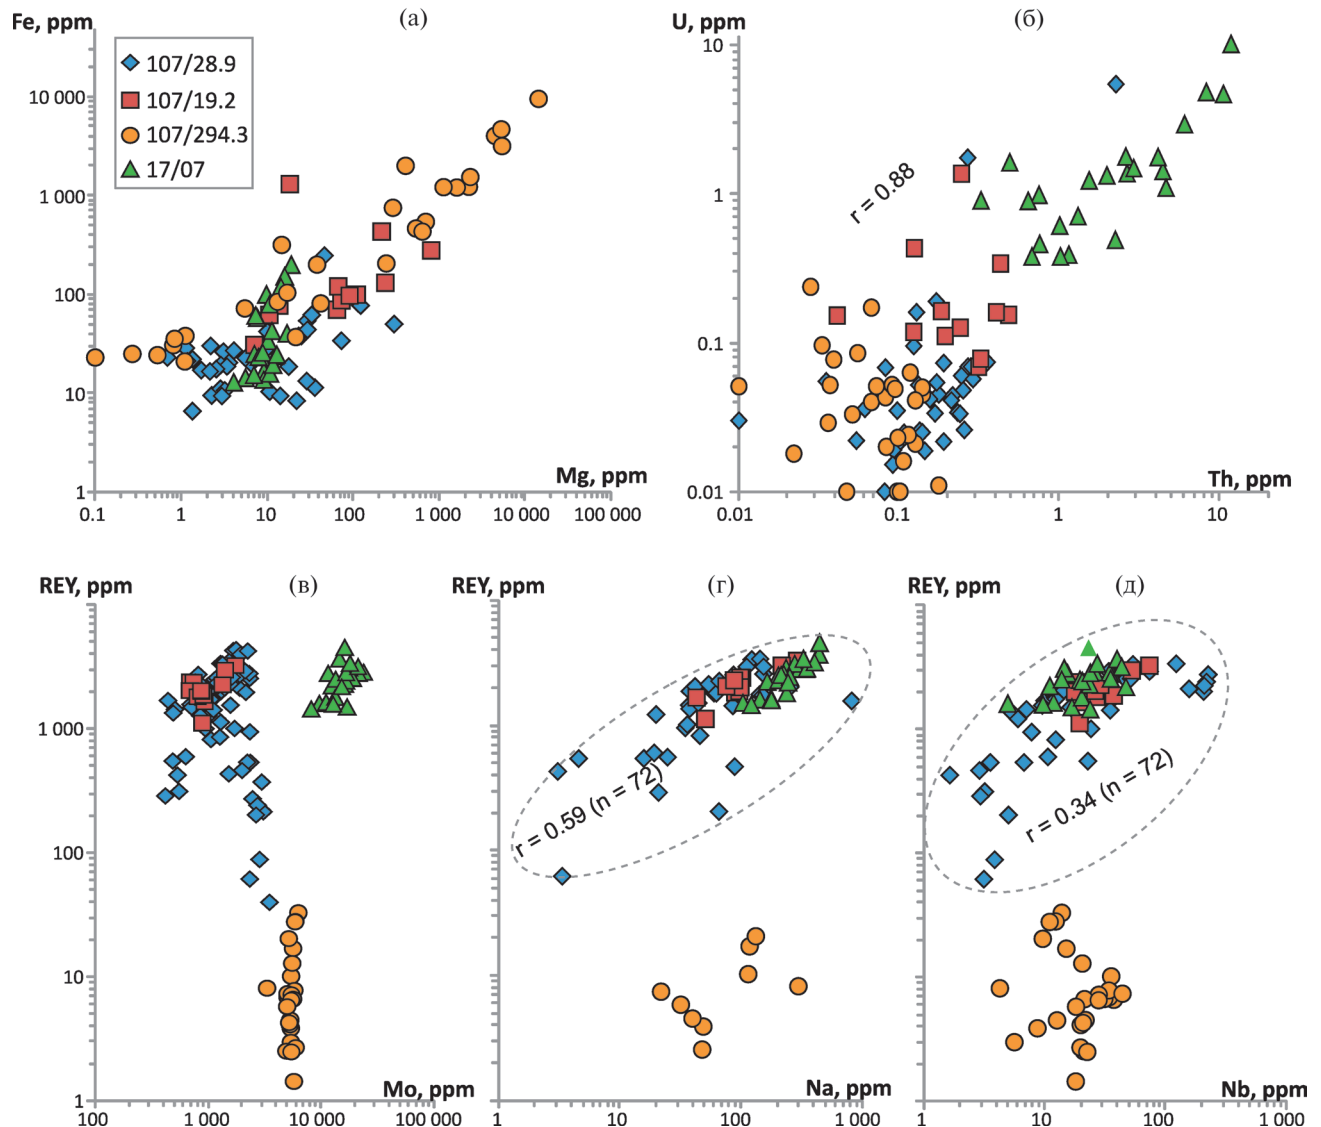 Fe, ppm
(а)
107/28.9
107/19.2
107/294.3
17/07
10 000
1 000
100
10
1
0.1 1 10 100 1 000 10 000 100 000
Mg, ppm
U, ppm
(б)
10
1
0.1
0.01
r = 0.88
0.01 0.1 1 10
Th, ppm
REY, ppm
(в)
1 000
100
10
1
100 1 000 10 000 100 000
Mo, ppm
REY, ppm
(г)
r = 0.59 (n = 72)
1 10 100 1 000
Na, ppm
REY, ppm
(д)
r = 0.34 (n = 72)
1 10 100 1 000
Nb, ppm